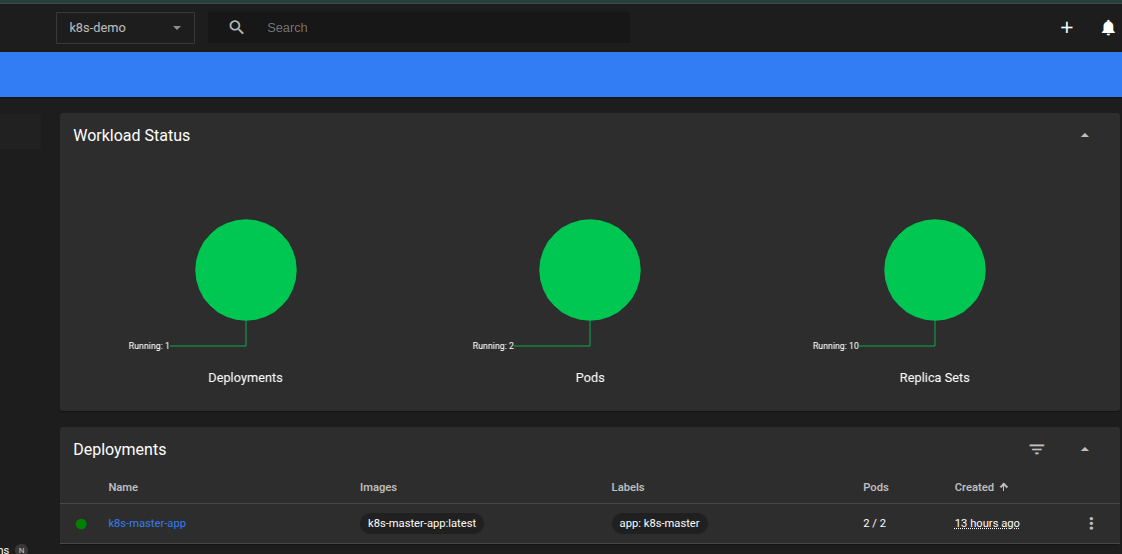 k8s-demo Search
Workload Status
Running: 1 Running: 2 Running: 10
Deployments Pods Replica Sets
Deployments
Name Images Labels Pods Created
k8s-master-app k8s-master-app:latest app: k8s-master 2 / 2 13 hours ago
ns N